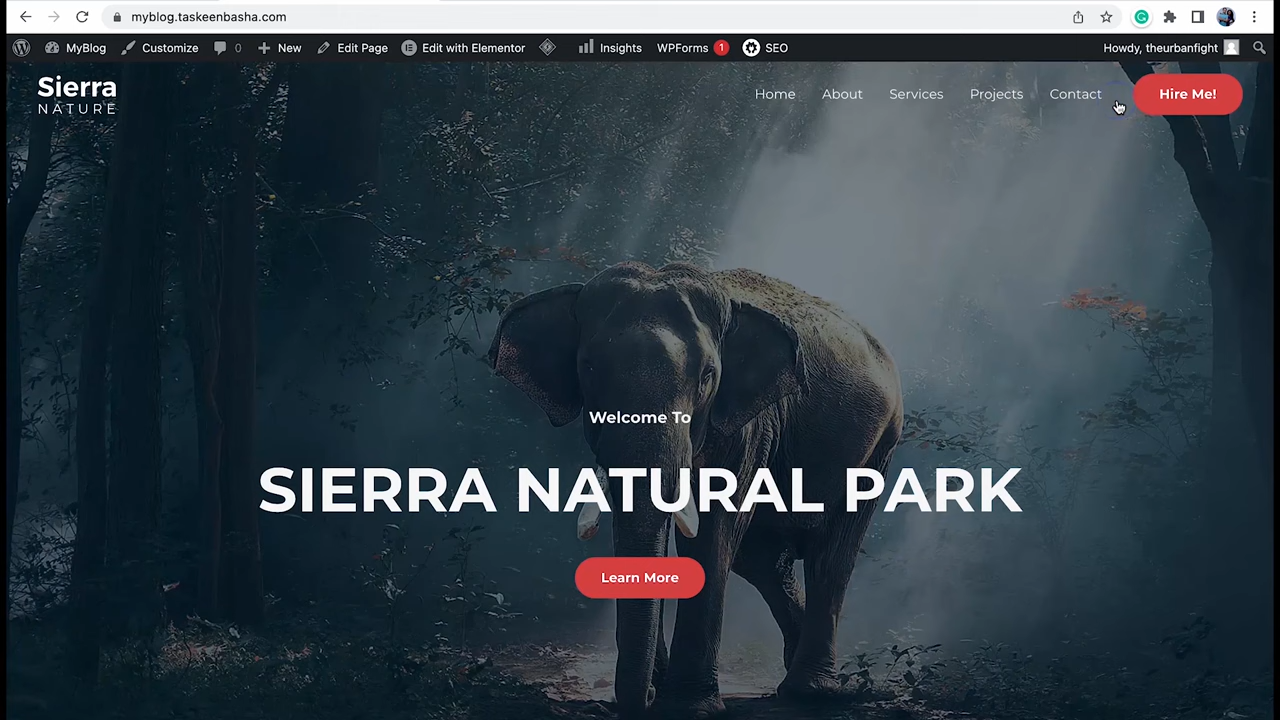 myblog.taskeenbasha.com
MyBlog Customize 0 New Edit Page Edit with Elementor Insights WPForms 1 SEO Howdy, theurbanfight
Sierra
NATURE
Home About Services Projects Contact Hire Me!
Welcome To
SIERRA NATURAL PARK
Learn More